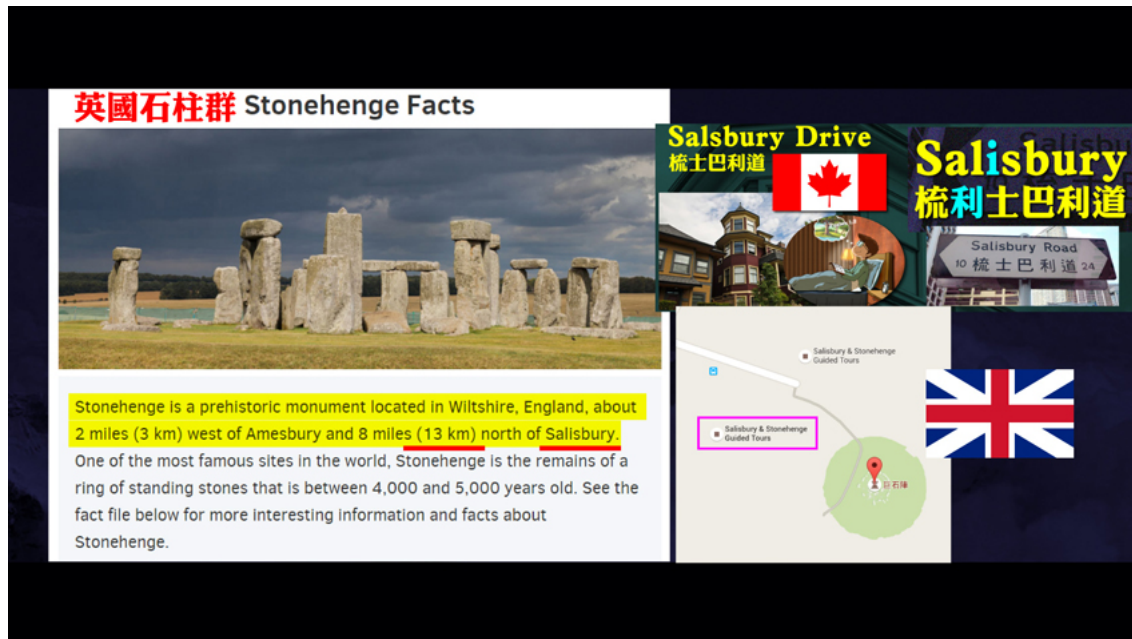 英國石柱群 Stonehenge Facts
Stonehenge is a prehistoric monument located in Wiltshire, England, about
2 miles (3 km) west of Amesbury and 8 miles (13 km) north of Salisbury.
One of the most famous sites in the world, Stonehenge is the remains of a
ring of standing stones that is between 4,000 and 5,000 years old. See the
fact file below for more interesting information and facts about
Stonehenge.
Salsbury Drive
梳士巴利道
Salisbury
梳利士巴利道
Salisbury Road
10 梳士巴利道 24
Salisbury & Stonehenge
Guided Tours
Salisbury & Stonehenge
Guided Tours
巨石陣